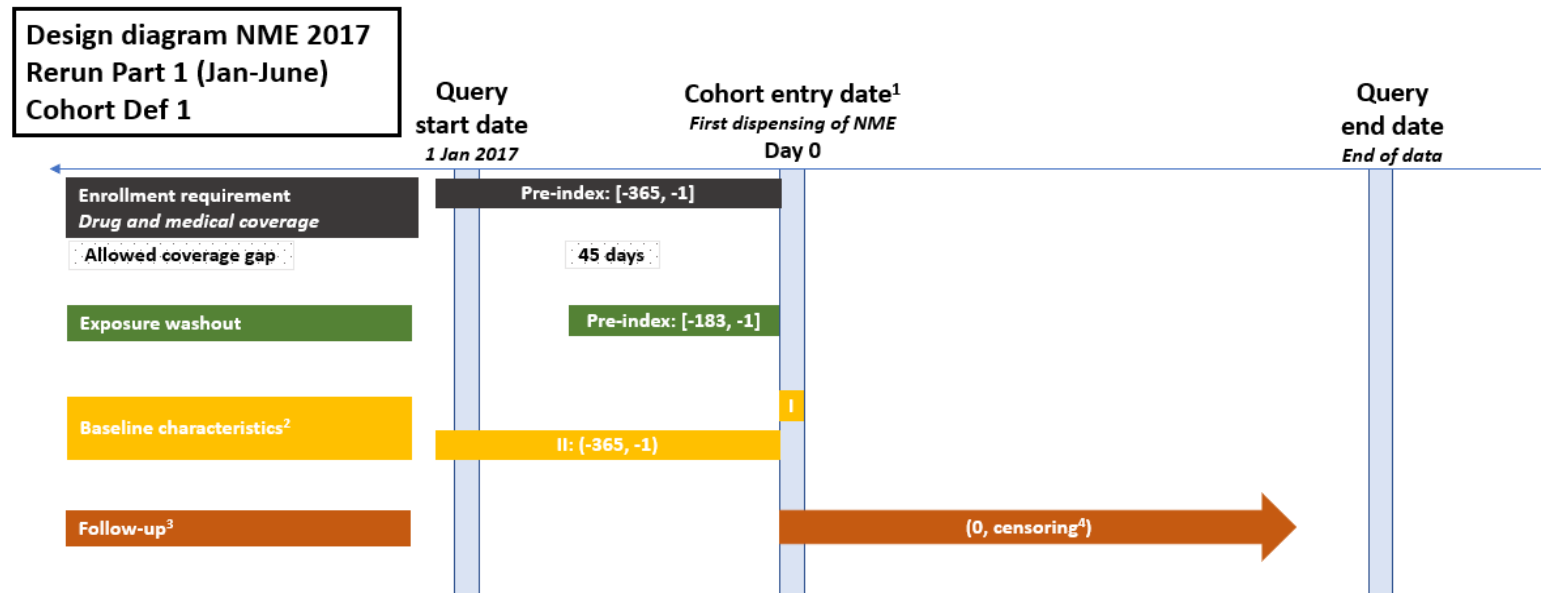 Design diagram NME 2017
Rerun Part 1 (Jan-June)
Cohort Def 1
Query
start date
1 Jan 2017
Cohort entry date¹
First dispensing of NME
Day 0
Query
end date
End of data
Enrollment requirement
Drug and medical coverage
Pre-index: [-365, -1]
Allowed coverage gap
45 days
Exposure washout
Pre-index: [-183, -1]
Baseline characteristics²
I
II: (-365, -1)
Follow-up³
(0, censoring⁴)